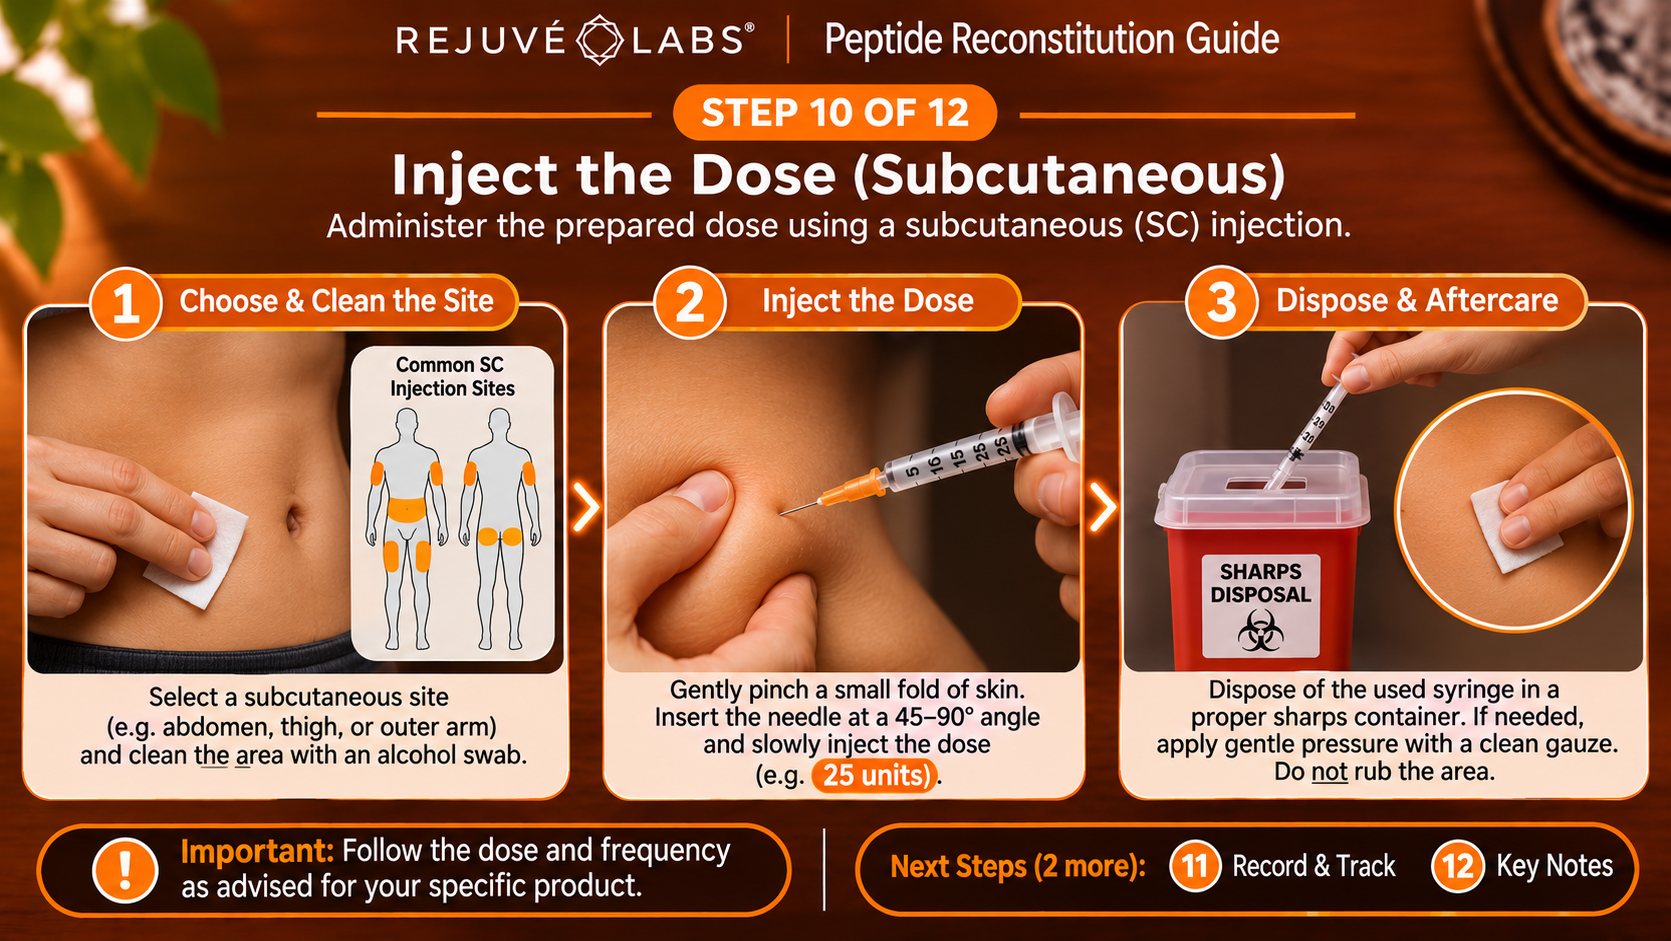 REJUVÉ LABS®
Peptide Reconstitution Guide
STEP 10 OF 12
Inject the Dose (Subcutaneous)
Administer the prepared dose using a subcutaneous (SC) injection.
1 Choose & Clean the Site
Common SC
Injection Sites
Select a subcutaneous site
(e.g. abdomen, thigh, or outer arm)
and clean the area with an alcohol swab.
2 Inject the Dose
5 16 15 25 25
Gently pinch a small fold of skin.
Insert the needle at a 45–90° angle
and slowly inject the dose
(e.g. 25 units).
3 Dispose & Aftercare
SHARPS
DISPOSAL
Dispose of the used syringe in a
proper sharps container. If needed,
apply gentle pressure with a clean gauze.
Do not rub the area.
! Important: Follow the dose and frequency
as advised for your specific product.
Next Steps (2 more): 11 Record & Track 12 Key Notes